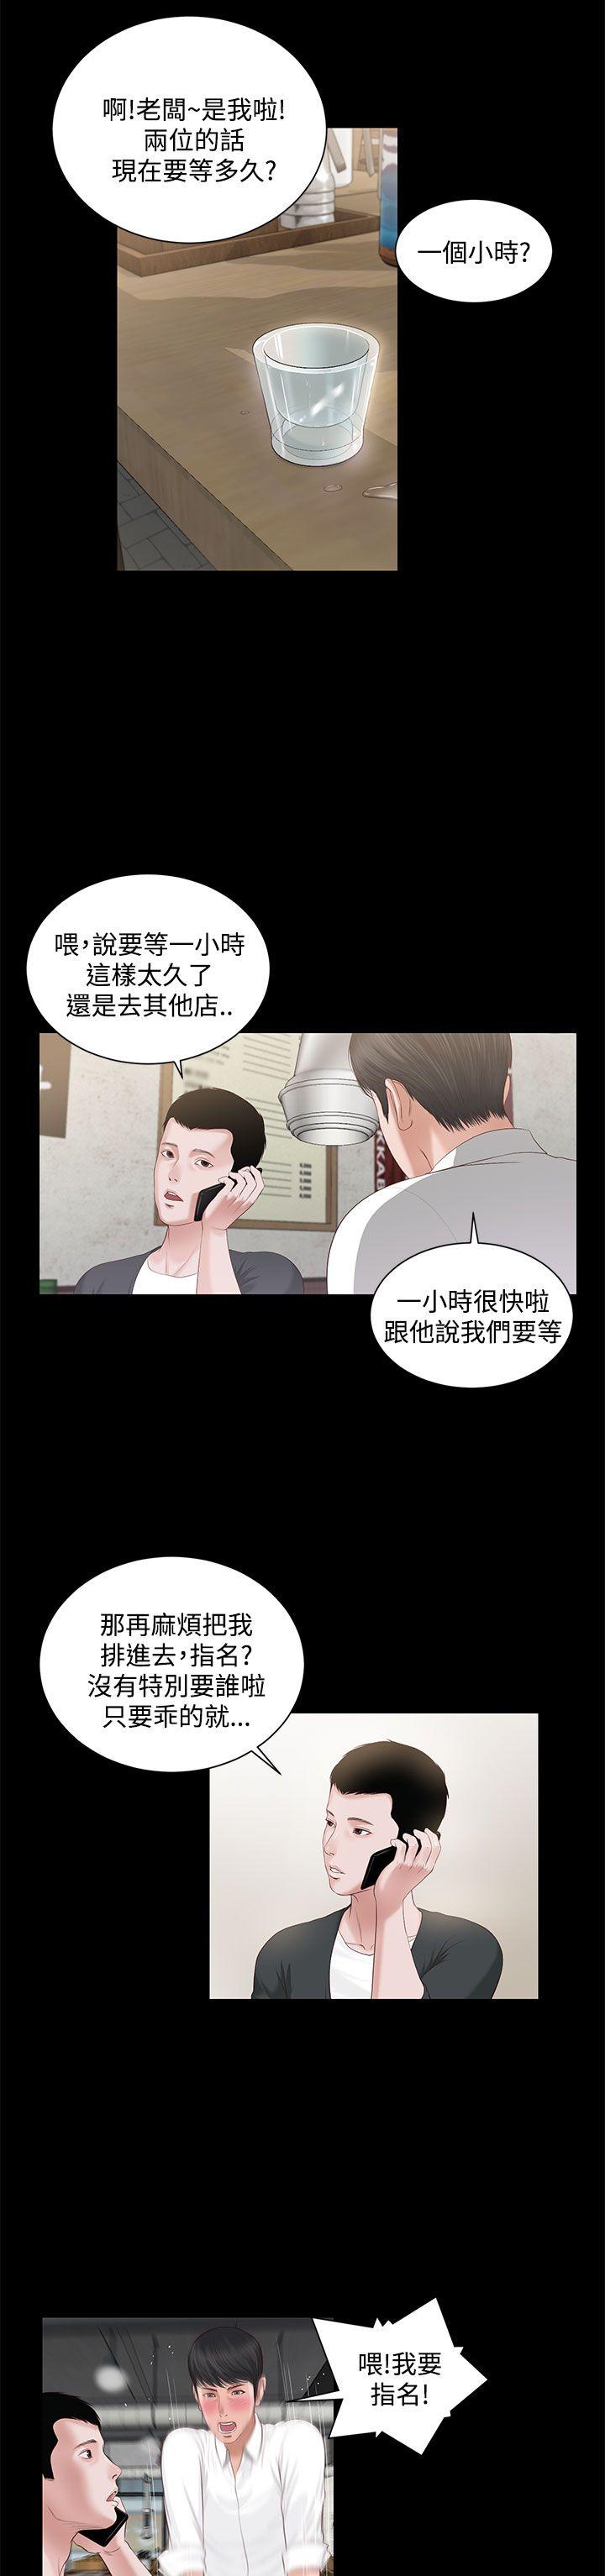 啊!老闆~是我啦!
兩位的話
現在要等多久?
一個小時?
喂,說要等一小時
這樣太久了
還是去其他店..
一小時很快啦
跟他說我們要等
那再麻煩把我
排進去,指名?
沒有特別要誰啦
只要乖的就...
喂!我要
指名!